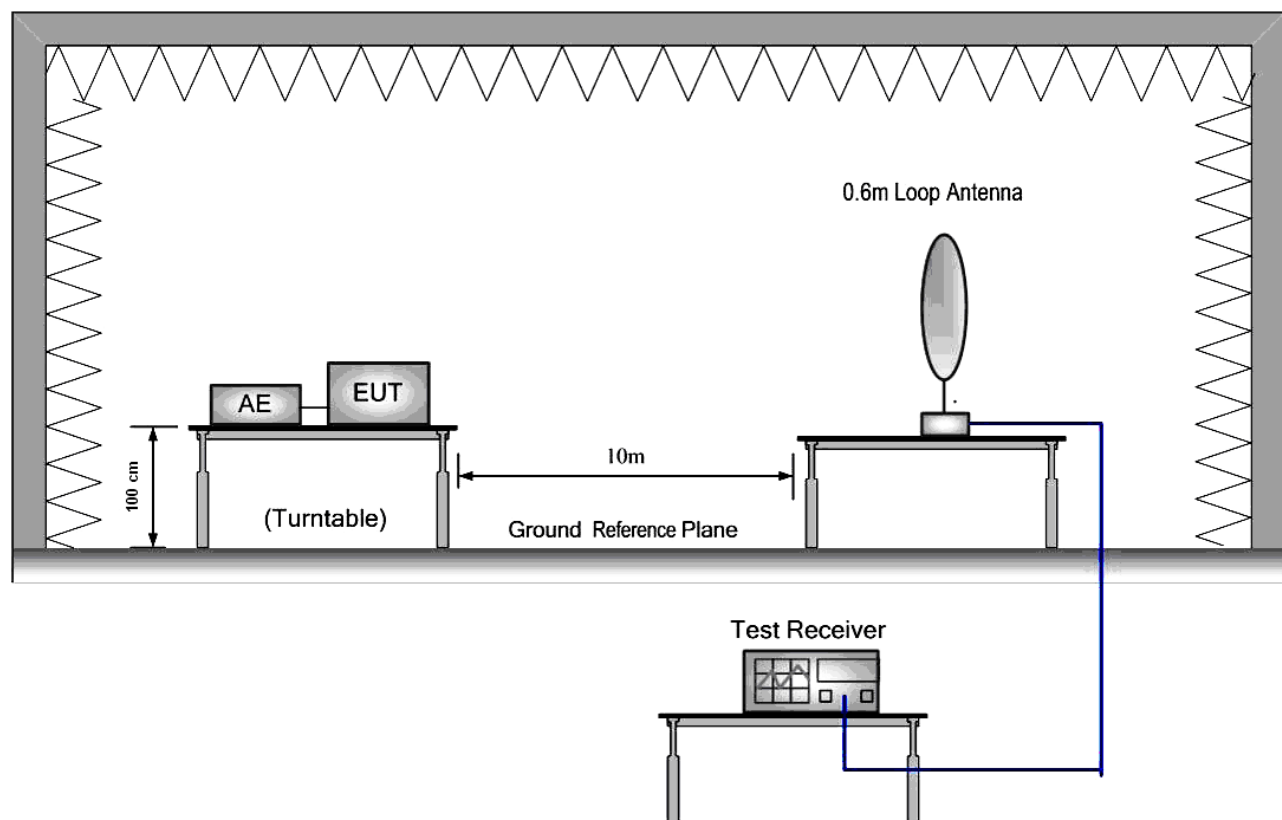 0.6m Loop Antenna
AE
EUT
100 cm
10m
(Turntable)
Ground Reference Plane
Test Receiver